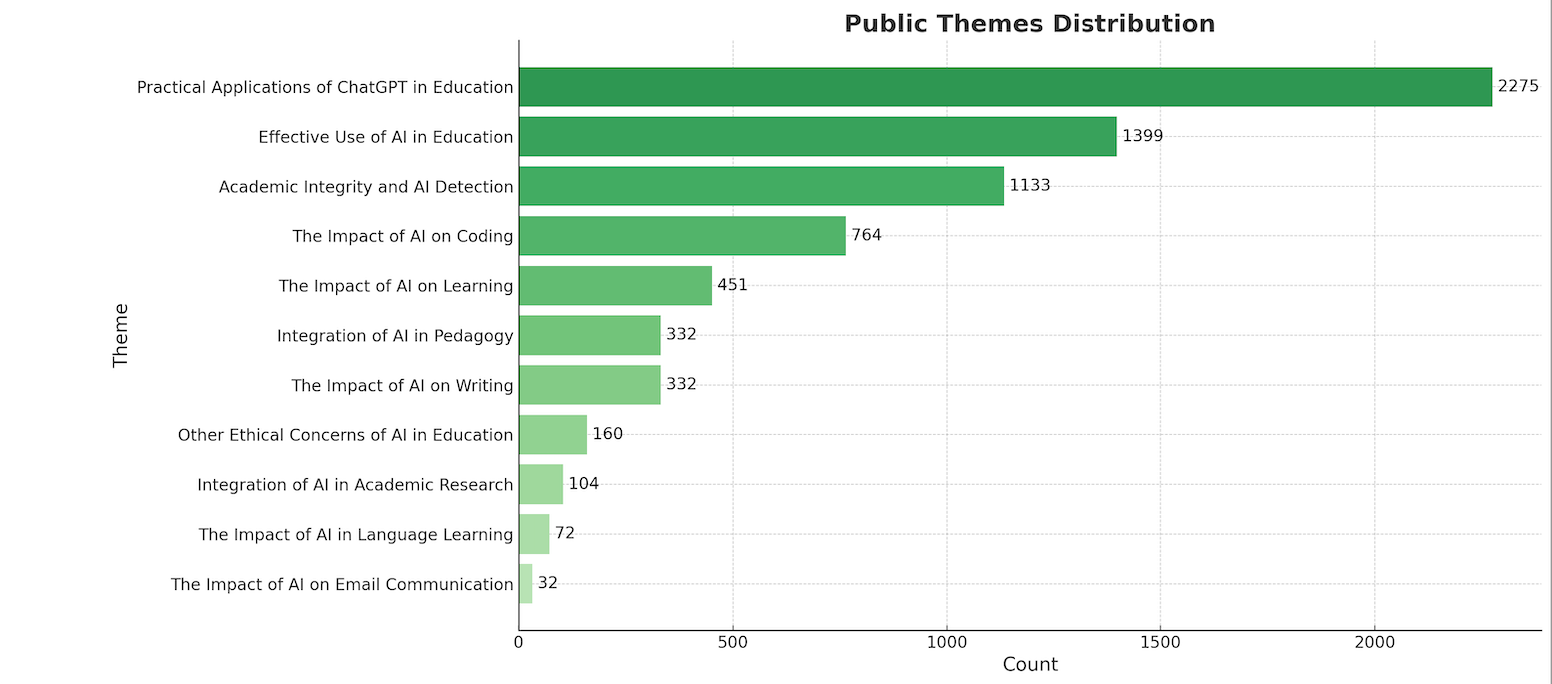 Public Themes Distribution
Practical Applications of ChatGPT in Education 2275
Effective Use of AI in Education 1399
Academic Integrity and AI Detection 1133
The Impact of AI on Coding 764
The Impact of AI on Learning 451
Integration of AI in Pedagogy 332
The Impact of AI on Writing 332
Other Ethical Concerns of AI in Education 160
Integration of AI in Academic Research 104
The Impact of AI in Language Learning 72
The Impact of AI on Email Communication 32
Theme
0 500 1000 1500 2000
Count